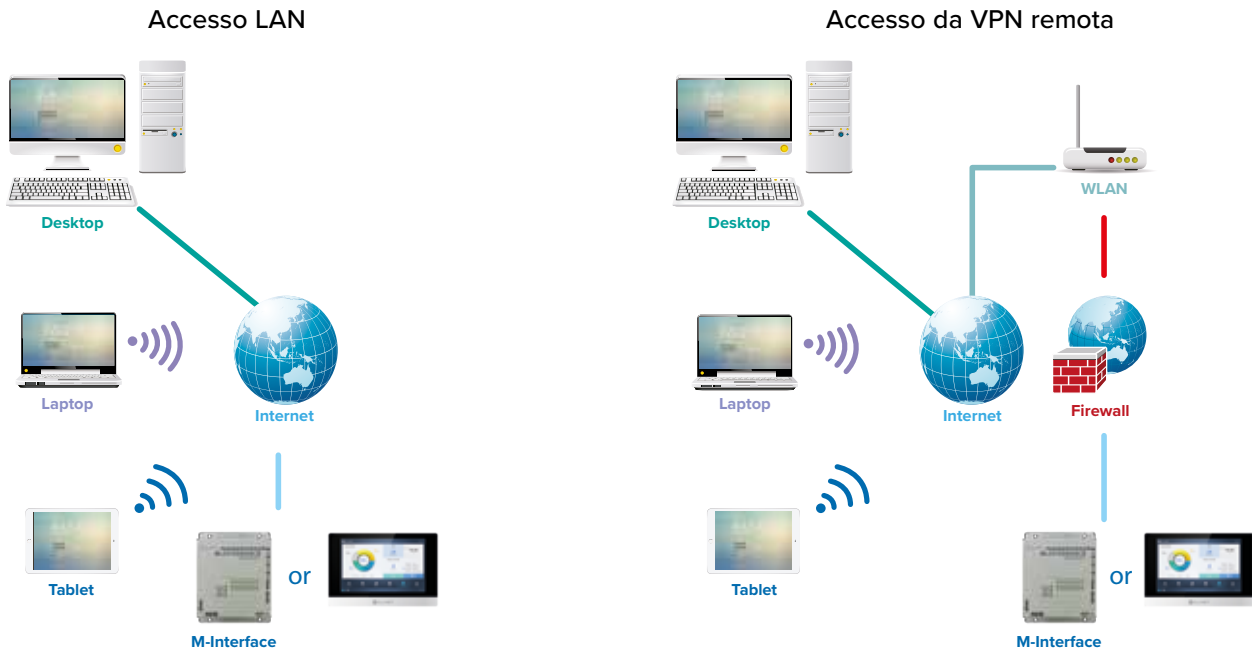 Accesso LAN
Desktop
Laptop
Internet
Tablet
or
M-Interface
Accesso da VPN remota
Desktop
WLAN
Laptop
Internet
Firewall
Tablet
or
M-Interface